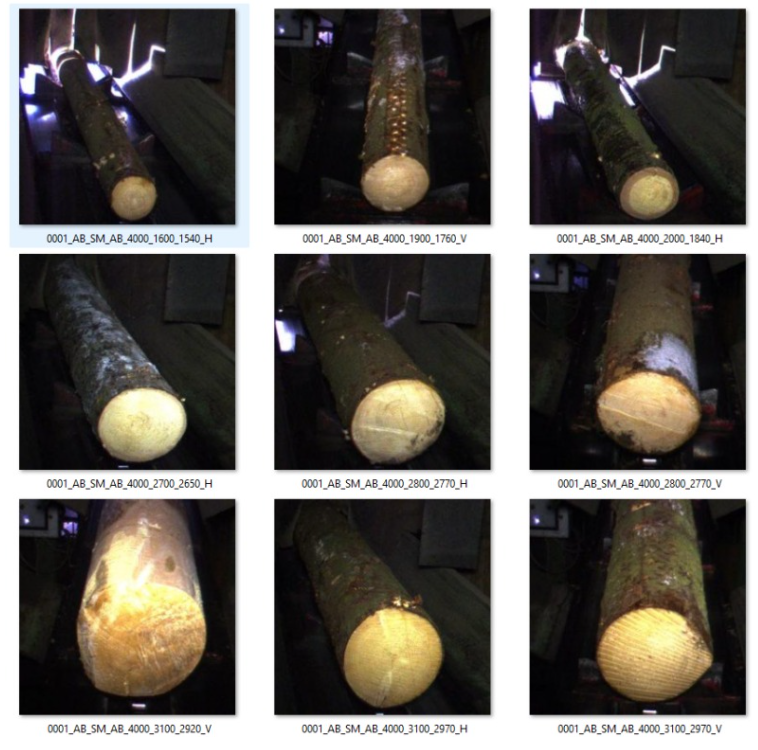 0001_AB_SM_AB_4000_1600_1540_H
0001_AB_SM_AB_4000_1900_1760_V
0001_AB_SM_AB_4000_2000_1840_H
0001_AB_SM_AB_4000_2700_2650_H
0001_AB_SM_AB_4000_2800_2770_H
0001_AB_SM_AB_4000_2800_2770_V
0001_AB_SM_AB_4000_3100_2920_V
0001_AB_SM_AB_4000_3100_2970_H
0001_AB_SM_AB_4000_3100_2970_V